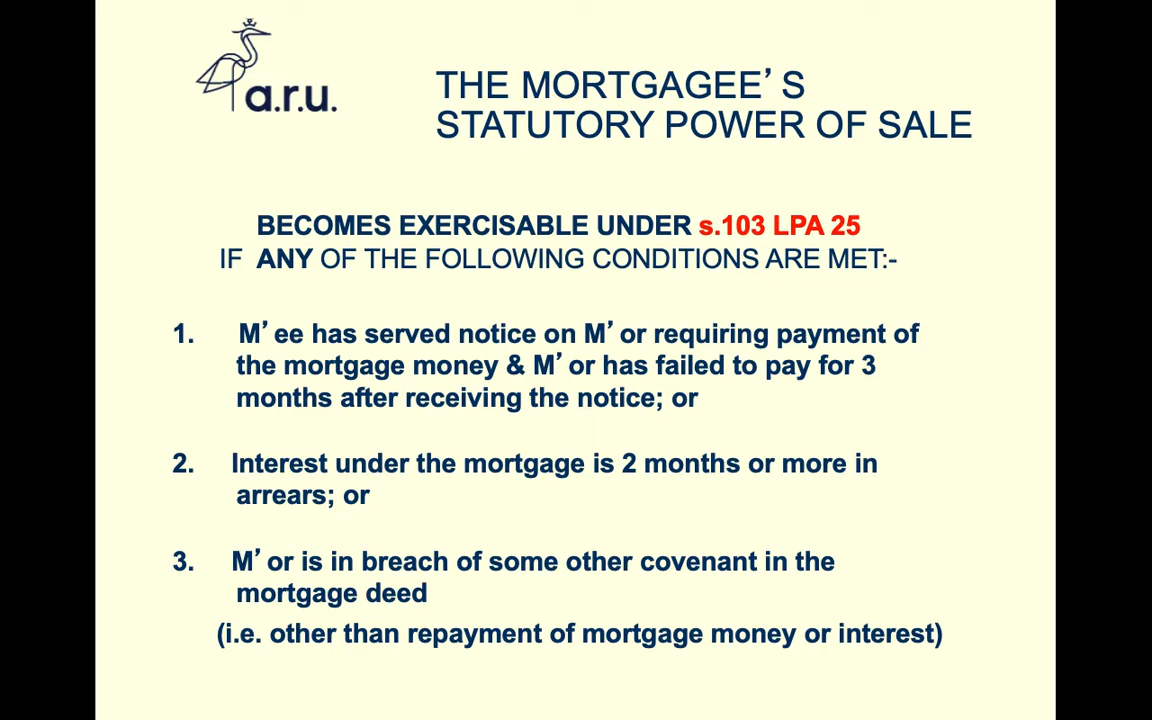 a.r.u.
THE MORTGAGEE’ S
STATUTORY POWER OF SALE
BECOMES EXERCISABLE UNDER s.103 LPA 25
IF ANY OF THE FOLLOWING CONDITIONS ARE MET:-
1. M’ ee has served notice on M’ or requiring payment of
the mortgage money & M’ or has failed to pay for 3
months after receiving the notice; or
2. Interest under the mortgage is 2 months or more in
arrears; or
3. M’ or is in breach of some other covenant in the
mortgage deed
(i.e. other than repayment of mortgage money or interest)